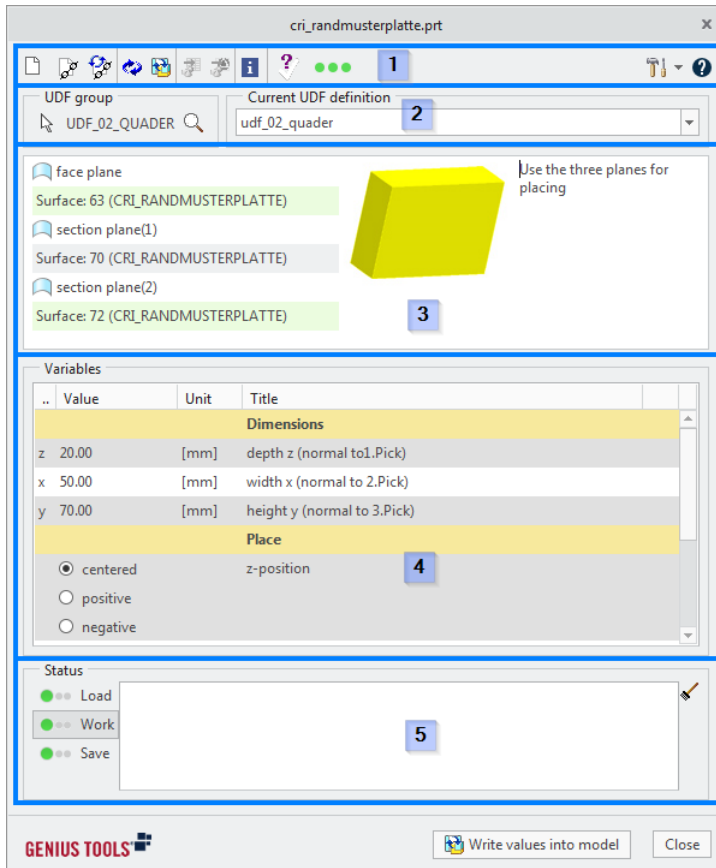 cri_randmusterplatte.prt x
i ? 1 ?
UDF group
UDF_02_QUADER
Current UDF definition
2
udf_02_quader
face plane
Surface: 63 (CRI_RANDMUSTERPLATTE)
section plane(1)
Surface: 70 (CRI_RANDMUSTERPLATTE)
section plane(2)
Surface: 72 (CRI_RANDMUSTERPLATTE)
Use the three planes for
placing
3
Variables
.. Value Unit Title
Dimensions
z 20.00 [mm] depth z (normal to1.Pick)
x 50.00 [mm] width x (normal to 2.Pick)
y 70.00 [mm] height y (normal to 3.Pick)
Place
centered z-position 4
positive
negative
Status
Load
Work
Save
5
GENIUS TOOLS
Write values into model
Close